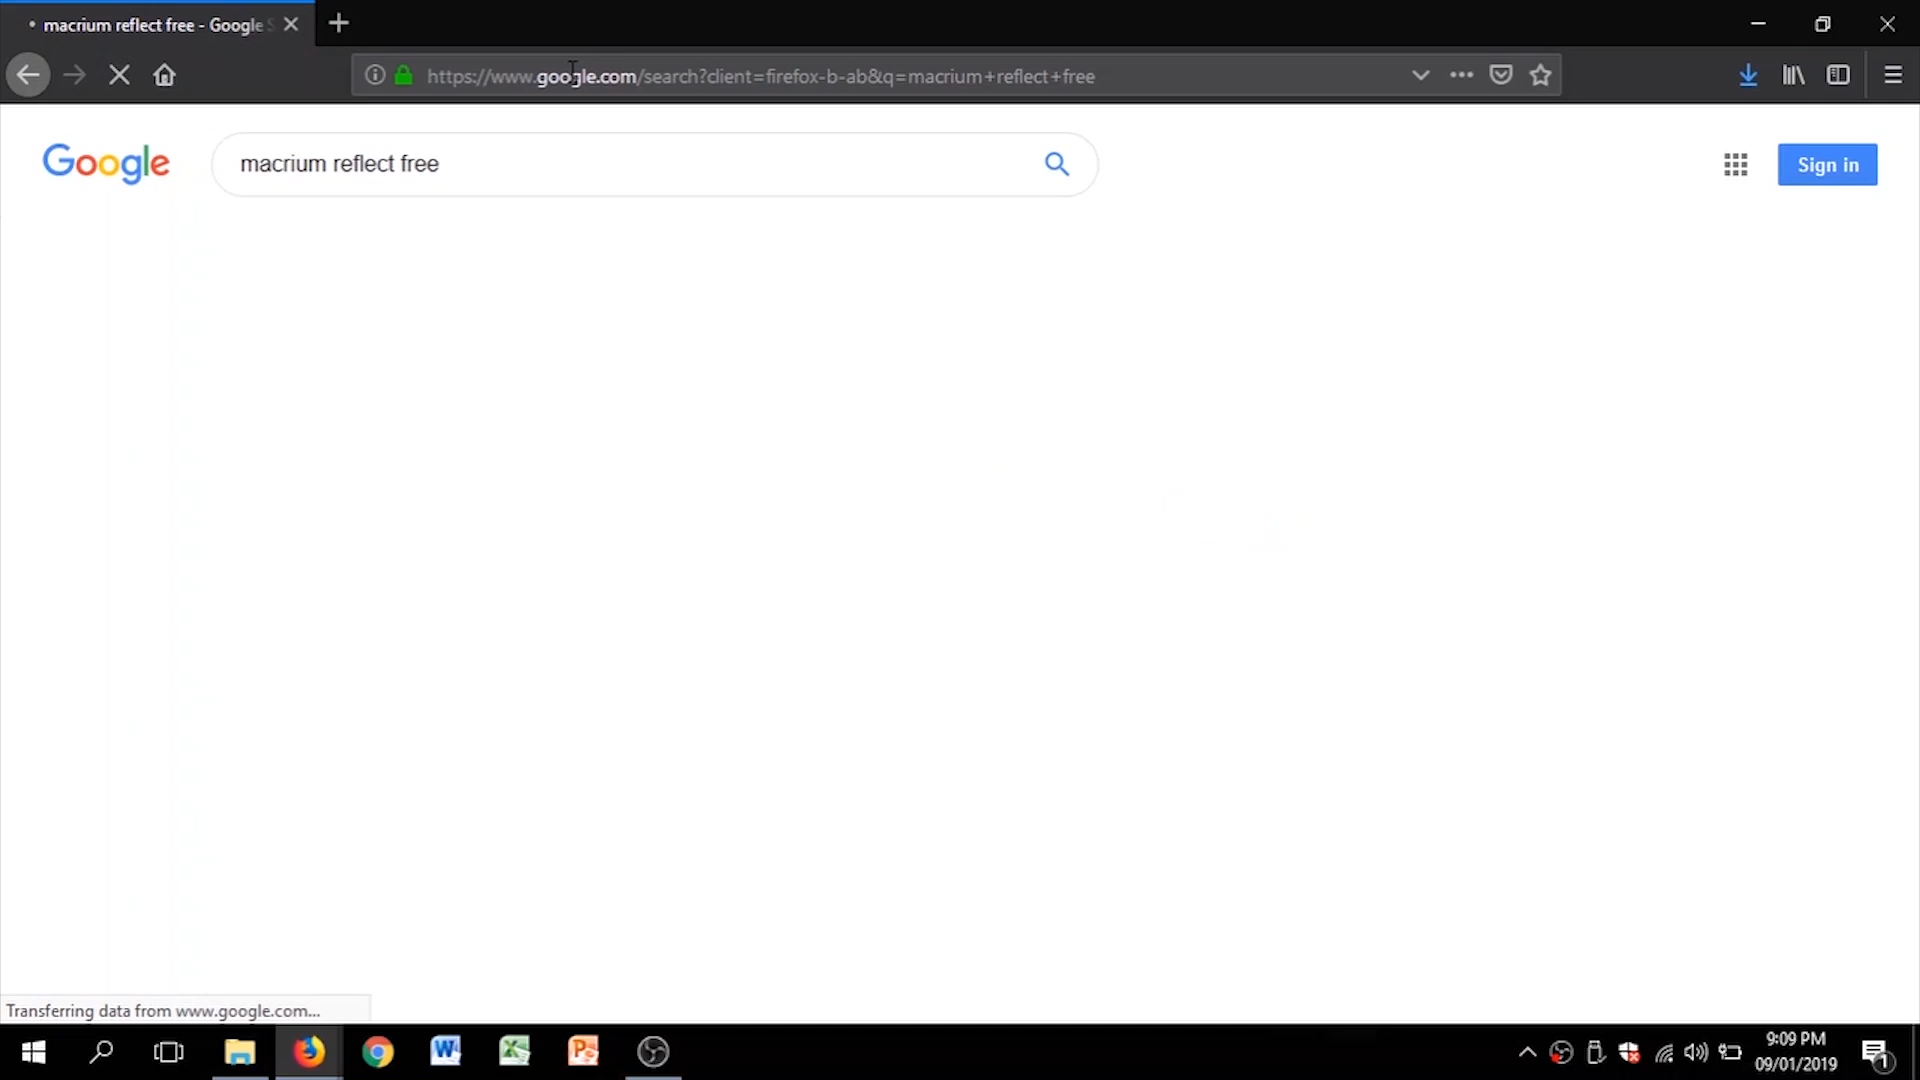 macrium reflect free - Google
https://www.google.com/search?client=firefox-b-ab&q=macrium+reflect+free
Google
macrium reflect free
Sign in
Transferring data from www.google.com...
9:09 PM
09/01/2019
1